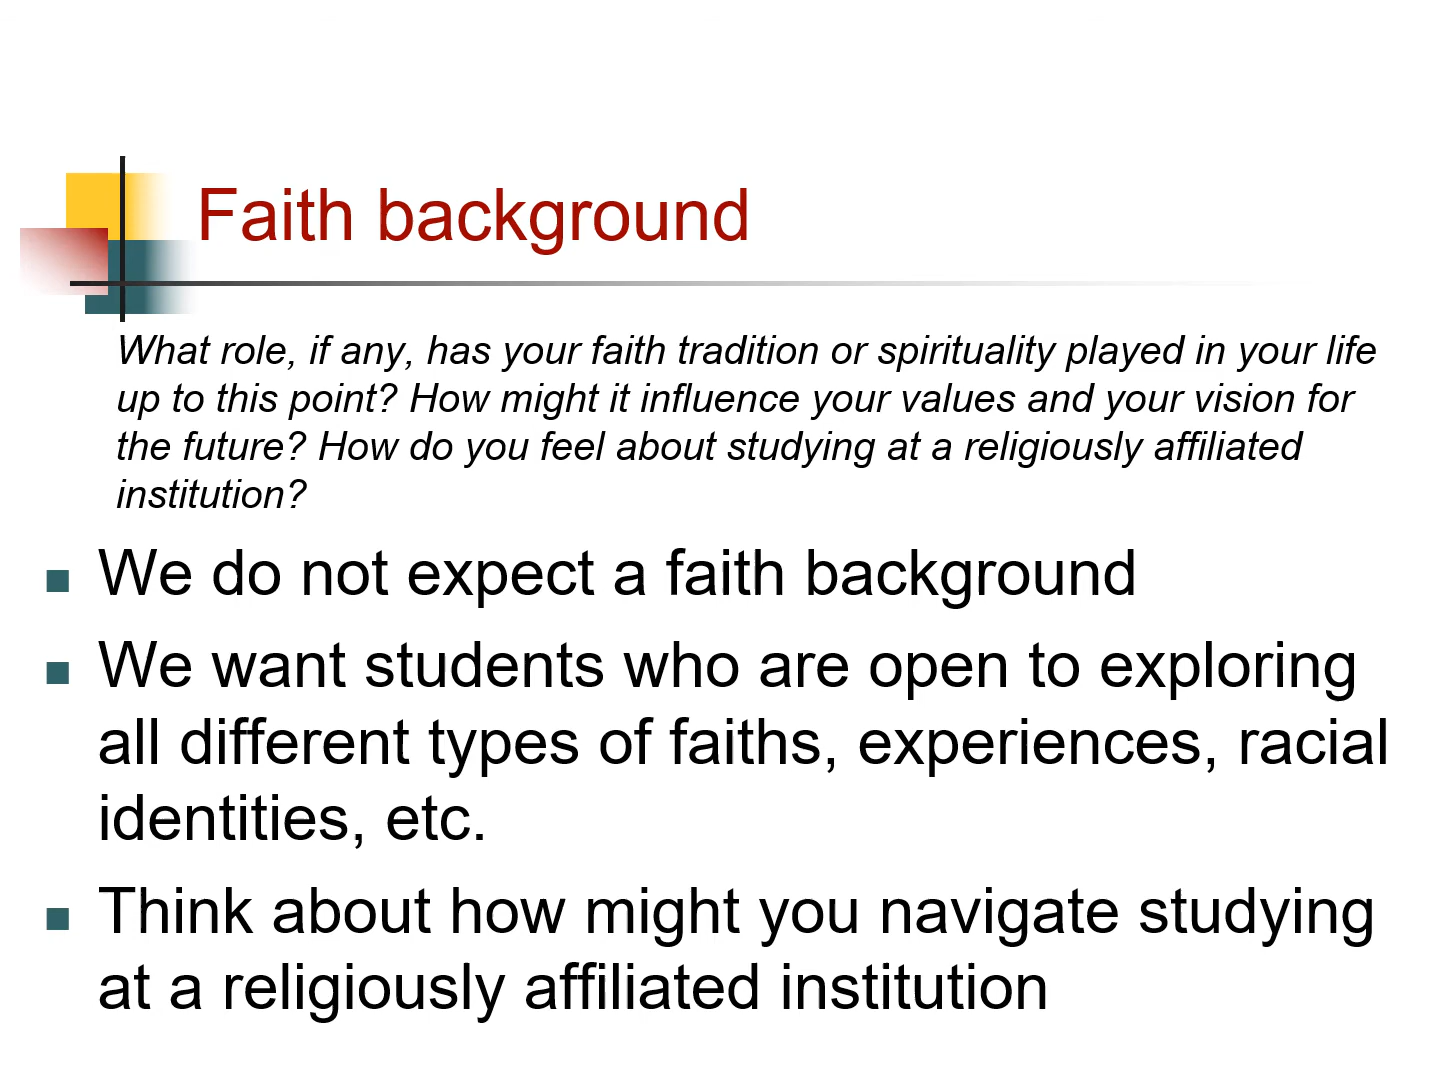 Faith background
What role, if any, has your faith tradition or spirituality played in your life
up to this point? How might it influence your values and your vision for
the future? How do you feel about studying at a religiously affiliated
institution?
We do not expect a faith background
We want students who are open to exploring
all different types of faiths, experiences, racial
identities, etc.
Think about how might you navigate studying
at a religiously affiliated institution